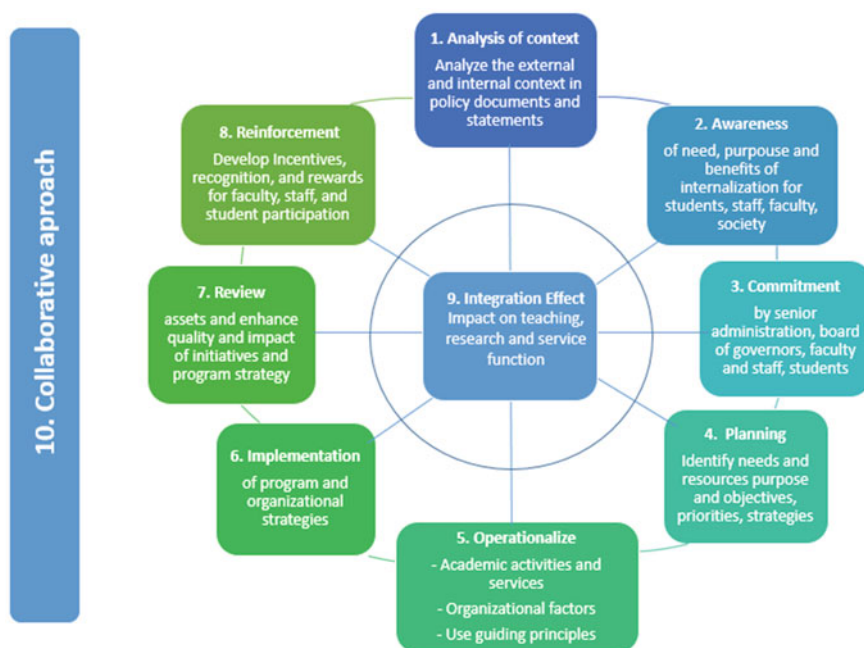 1. Analysis of context
Analyze the external
and internal context in
policy documents and
statements
2. Awareness
of need, purpouse and
benefits of
internalization for
students, staff, faculty,
society
3. Commitment
by senior
administration, board
of governors, faculty
and staff, students
4. Planning
Identify needs and
resources purpose
and objectives,
priorities, strategies
5. Operationalize
- Academic activities and
services
- Organizational factors
- Use guiding principles
6. Implementation
of program and
organizational
strategies
7. Review
assets and enhance
quality and impact
of initiatives and
program strategy
8. Reinforcement
Develop Incentives,
recognition, and rewards
for faculty, staff, and
student participation
9. Integration Effect
Impact on teaching,
research and service
function
10. Collaborative aproach